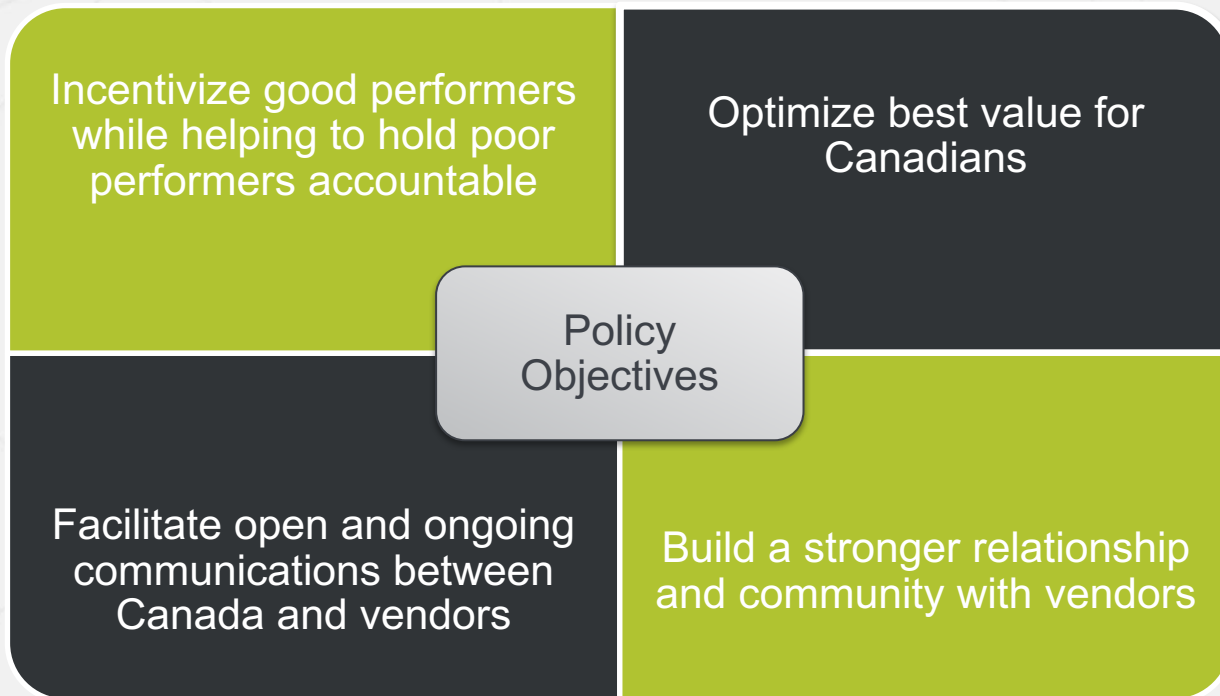 Incentivize good performers
while helping to hold poor
performers accountable
Optimize best value for
Canadians
Policy
Objectives
Facilitate open and ongoing
communications between
Canada and vendors
Build a stronger relationship
and community with vendors